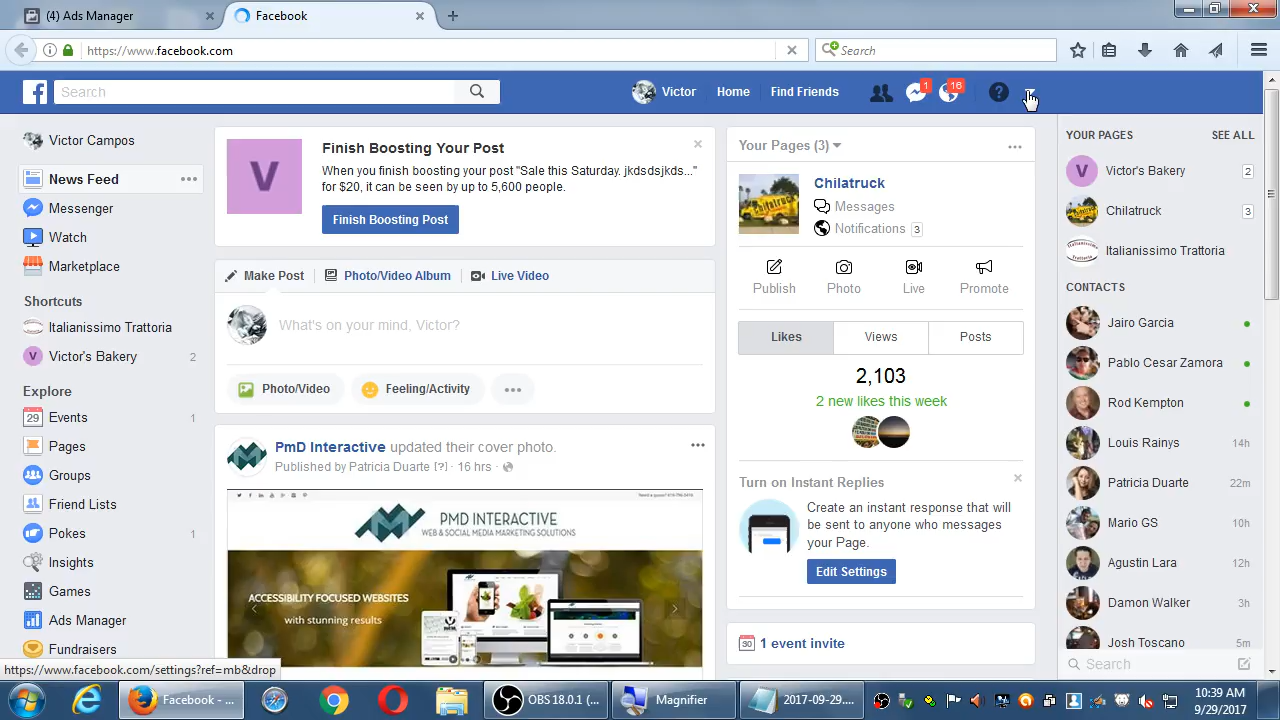 (4) Ads Manager
Facebook
https://www.facebook.com
Search
Search
Victor
Home
Find Friends
1
16
Victor Campos
News Feed
Messenger
Watch
Marketplace
Shortcuts
Italianissimo Trattoria
V Victor's Bakery 2
Explore
29 Events 1
Pages
Groups
Friend Lists
Pokes 1
Insights
Games
Ads Manager
Fundraisers
https://www.facebook.com/settings?ref=mb&drop
V
Finish Boosting Your Post
When you finish boosting your post "Sale this Saturday. jkdsdsjkds..."
for $20, it can be seen by up to 5,600 people.
Finish Boosting Post
Make Post
Photo/Video Album
Live Video
What's on your mind, Victor?
Photo/Video
Feeling/Activity
PmD Interactive updated their cover photo.
Published by Patricia Duarte [?] · 16 hrs ·
PMD INTERACTIVE
WEB & SOCIAL MEDIA MARKETING SOLUTIONS
ACCESSIBILITY FOCUSED WEBSITES
with stunning results
Your Pages (3)
Chilatruck
Messages
Notifications 3
Publish
Photo
Live
Promote
Likes
Views
Posts
2,103
2 new likes this week
Turn on Instant Replies
Create an instant response that will
be sent to anyone who messages
your Page.
Edit Settings
30 1 event invite
YOUR PAGES
SEE ALL
V Victor's Bakery 2
Chilatruck 3
Italianissimo Trattoria
CONTACTS
Jairo Garcia
Pablo Cesar Zamora
Rod Kempton
Louis Rainys 14h
Patricia Duarte 22m
Mario GS 10h
Agustin Lara 12h
Damon Walker 3h
Josh Toscano 5m
Search
Facebook - ...
OBS 18.0.1 (...
Magnifier
2017-09-29....
10:39 AM
9/29/2017